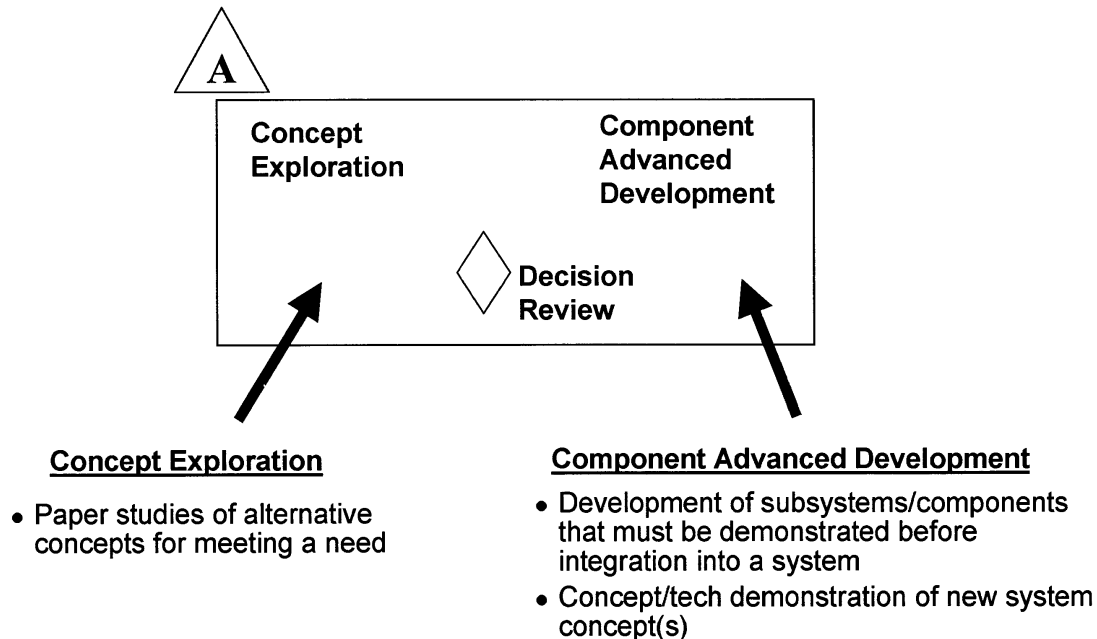 A
Concept
Exploration
Component
Advanced
Development
Decision
Review
Concept Exploration
• Paper studies of alternative
concepts for meeting a need
Component Advanced Development
• Development of subsystems/components
that must be demonstrated before
integration into a system
• Concept/tech demonstration of new system
concept(s)